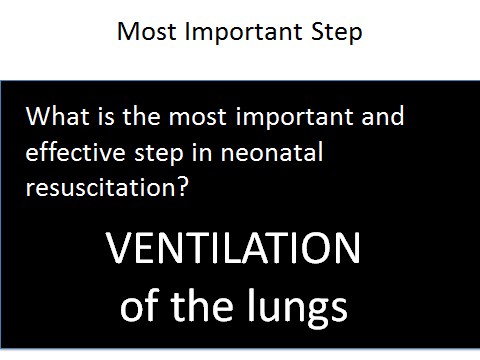 Most Important Step
What is the most important and
effective step in neonatal
resuscitation?
VENTILATION
of the lungs